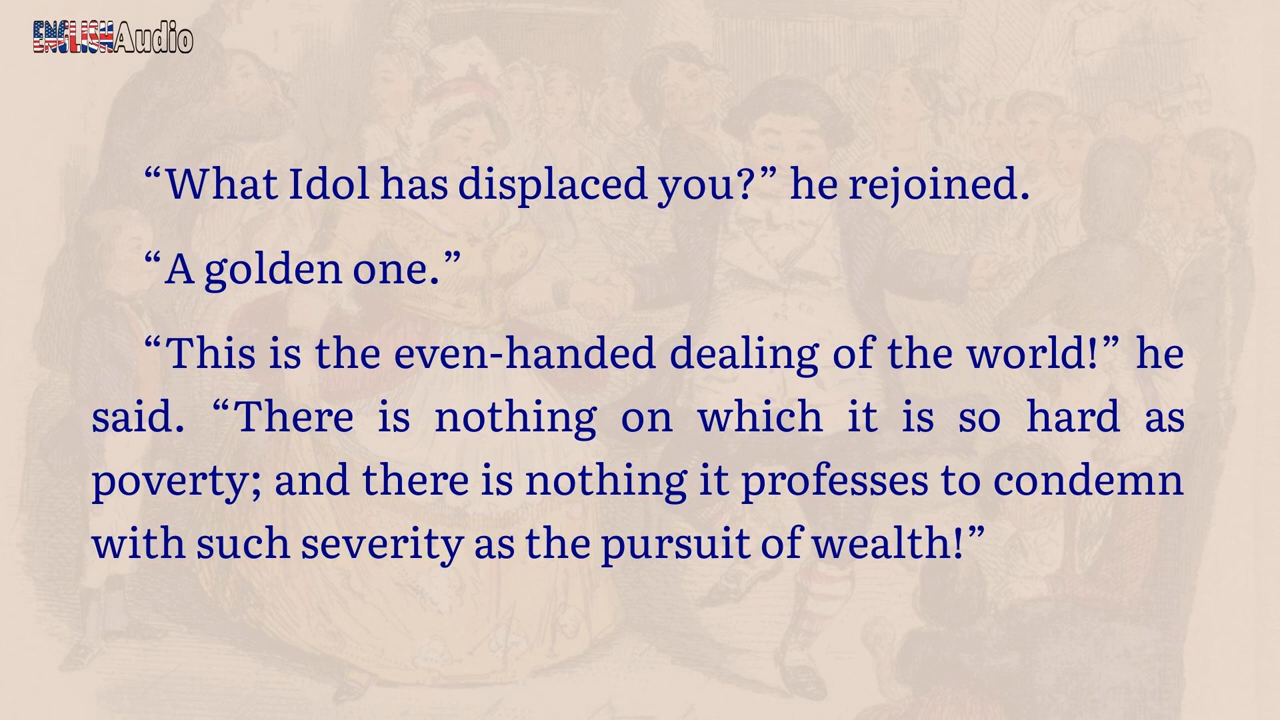 ENGLISHAudio
“What Idol has displaced you?” he rejoined.
“A golden one.”
“This is the even-handed dealing of the world!” he
said. “There is nothing on which it is so hard as
poverty; and there is nothing it professes to condemn
with such severity as the pursuit of wealth!”